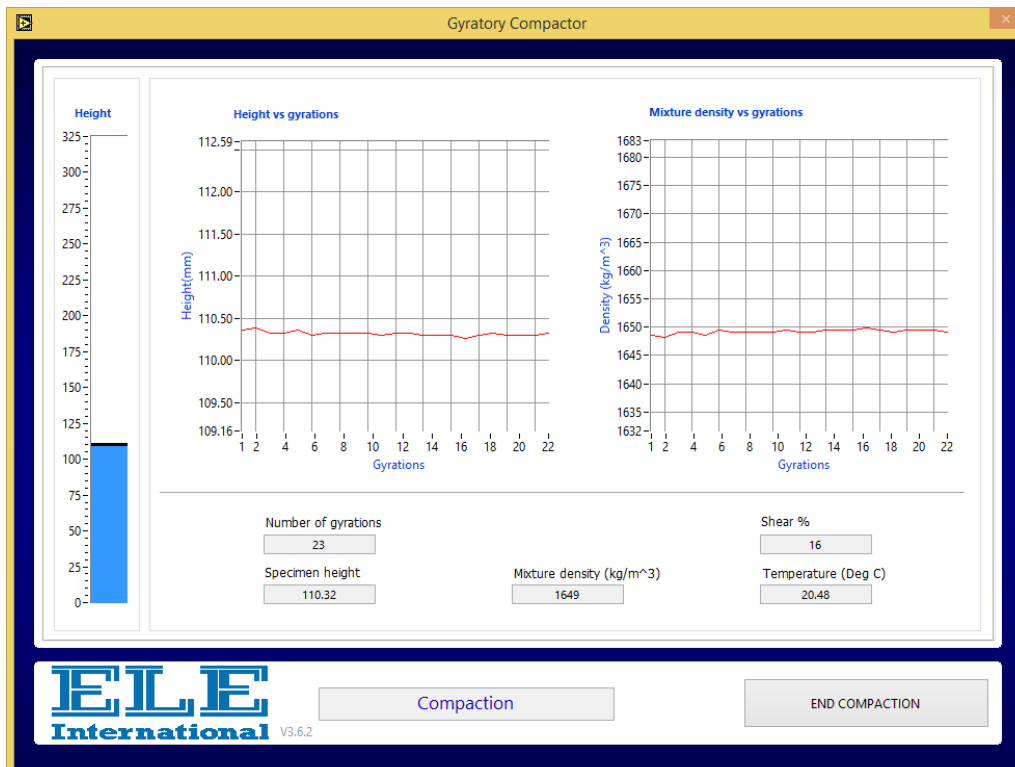 Gyratory Compactor
Height
325
300
275
250
225
200
175
150
125
100
75
50
25
0
Height vs gyrations
112.59
112.00
111.50
111.00
110.50
110.00
109.50
109.16
Height(mm)
1 2 4 6 8 10 12 14 16 18 20 22
Gyrations
Mixture density vs gyrations
1683
1680
1675
1670
1665
1660
1655
1650
1645
1640
1635
1632
Density (kg/m^3)
1 2 4 6 8 10 12 14 16 18 20 22
Gyrations
Number of gyrations
23
Shear %
16
Specimen height
110.32
Mixture density (kg/m^3)
1649
Temperature (Deg C)
20.48
ELE
International
V3.6.2
Compaction
END COMPACTION